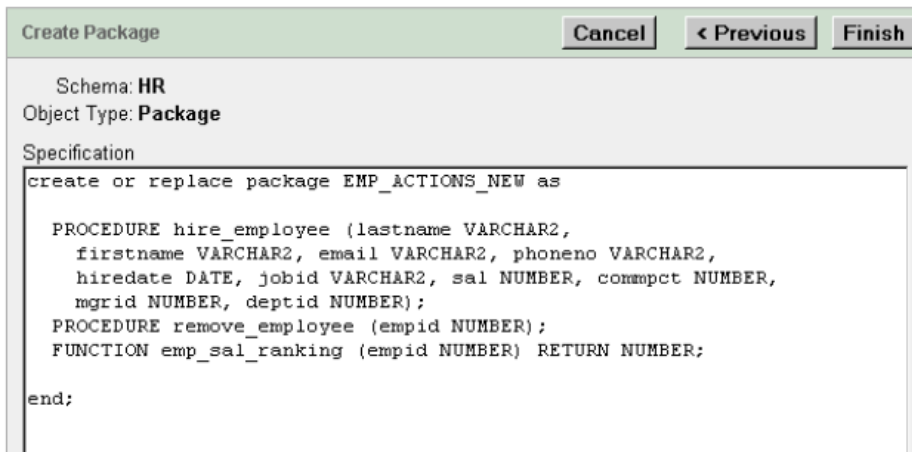 Create Package Cancel < Previous Finish
Schema: HR
Object Type: Package
Specification
create or replace package EMP_ACTIONS_NEW as
PROCEDURE hire_employee (lastname VARCHAR2,
firstname VARCHAR2, email VARCHAR2, phoneno VARCHAR2,
hiredate DATE, jobid VARCHAR2, sal NUMBER, commpct NUMBER,
mgrid NUMBER, deptid NUMBER);
PROCEDURE remove_employee (empid NUMBER);
FUNCTION emp_sal_ranking (empid NUMBER) RETURN NUMBER;
end;